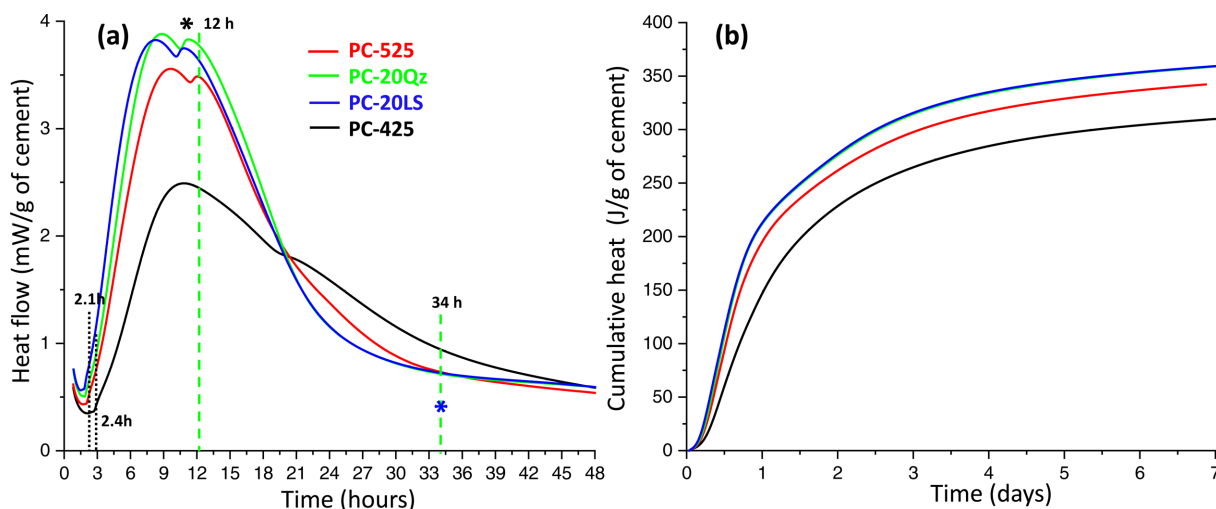 (a)
*
12 h
PC-525
PC-20Qz
PC-20LS
PC-425
2.1h
2.4h
34 h
*
Heat flow (mW/g of cement)
4
3
2
1
0
0 3 6 9 12 15 18 21 24 27 30 33 36 39 42 45 48
Time (hours)
(b)
Cumulative heat (J/g of cement)
400
350
300
250
200
150
100
50
0
0 1 2 3 4 5 6 7
Time (days)